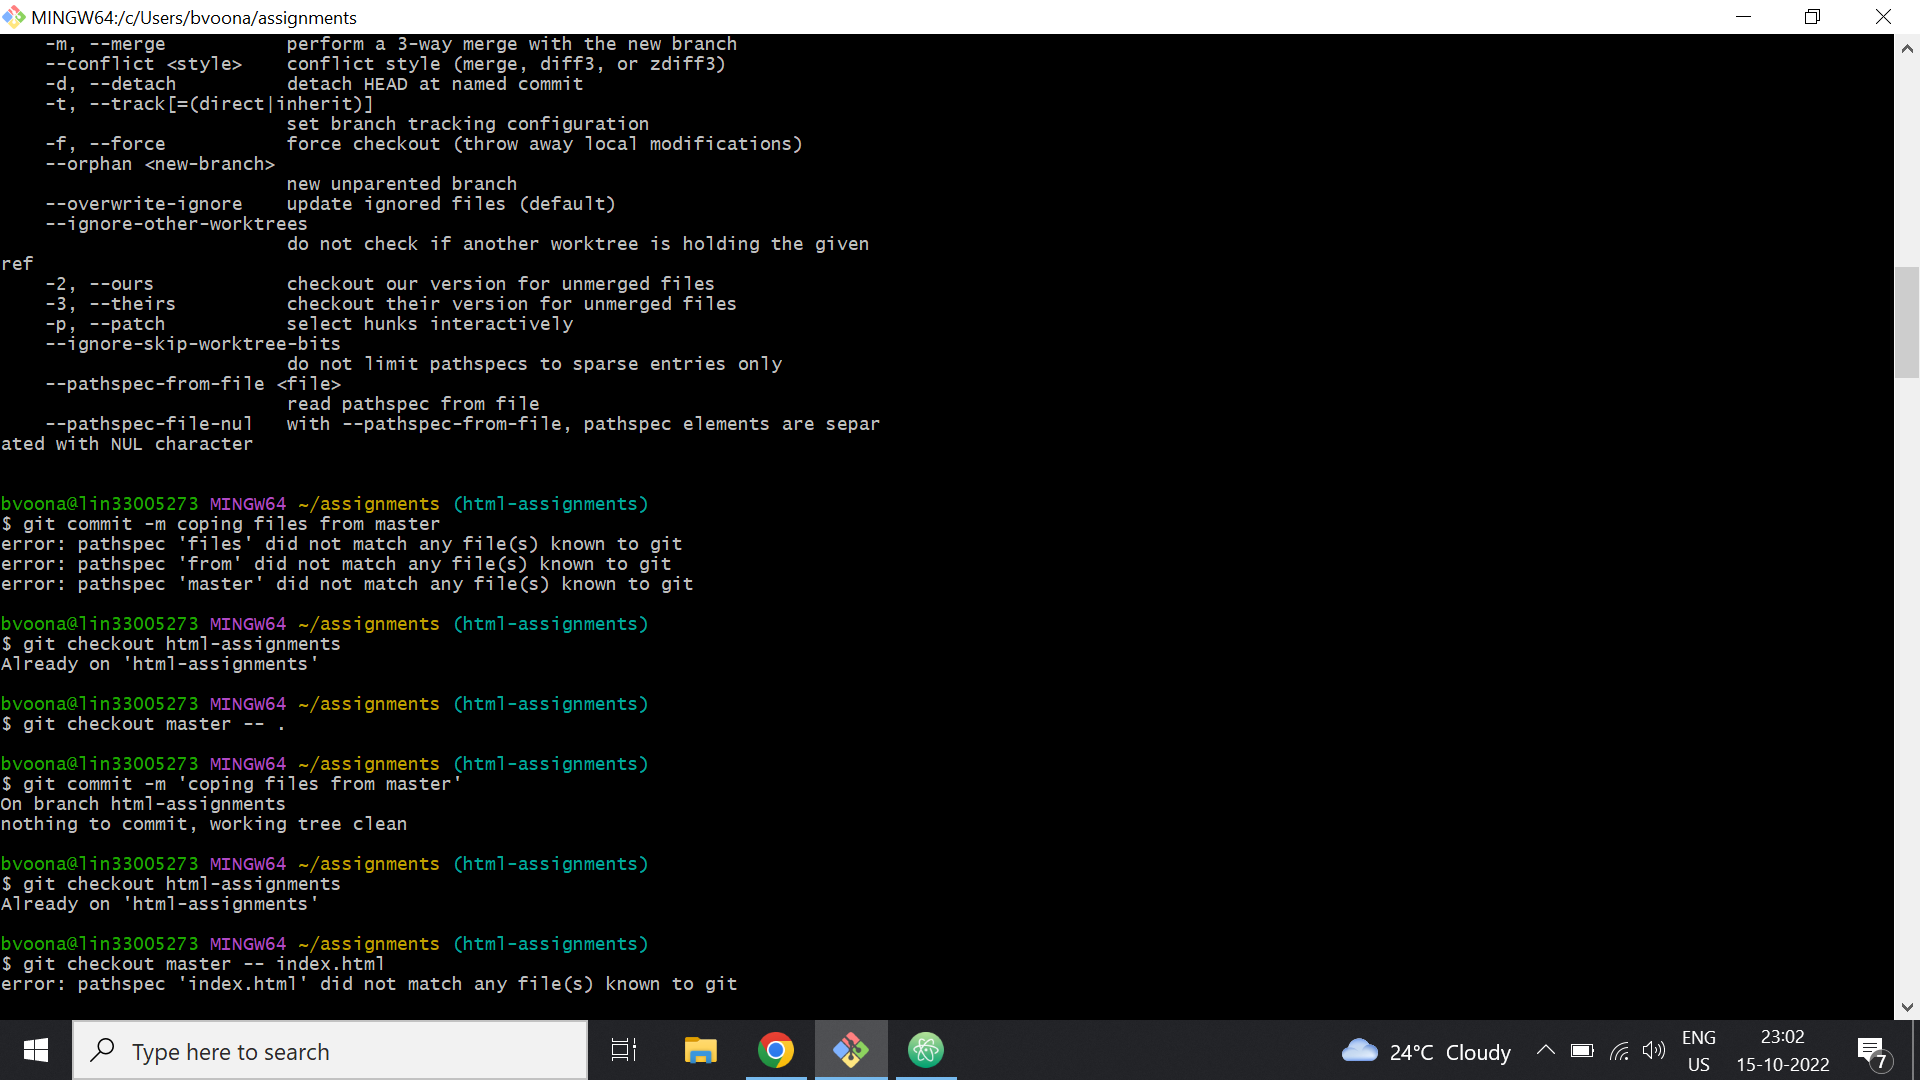 MINGW64:/c/Users/bvoona/assignments
-m, --merge           perform a 3-way merge with the new branch
--conflict <style>    conflict style (merge, diff3, or zdiff3)
-d, --detach          detach HEAD at named commit
-t, --track[=(direct|inherit)]
set branch tracking configuration
-f, --force           force checkout (throw away local modifications)
--orphan <new-branch>
new unparented branch
--overwrite-ignore    update ignored files (default)
--ignore-other-worktrees
do not check if another worktree is holding the given
ref
-2, --ours            checkout our version for unmerged files
-3, --theirs          checkout their version for unmerged files
-p, --patch           select hunks interactively
--ignore-skip-worktree-bits
do not limit pathspecs to sparse entries only
--pathspec-from-file <file>
read pathspec from file
--pathspec-file-nul   with --pathspec-from-file, pathspec elements are separ
ated with NUL character
bvoona@lin33005273 MINGW64 ~/assignments (html-assignments)
$ git commit -m coping files from master
error: pathspec 'files' did not match any file(s) known to git
error: pathspec 'from' did not match any file(s) known to git
error: pathspec 'master' did not match any file(s) known to git
bvoona@lin33005273 MINGW64 ~/assignments (html-assignments)
$ git checkout html-assignments
Already on 'html-assignments'
bvoona@lin33005273 MINGW64 ~/assignments (html-assignments)
$ git checkout master -- .
bvoona@lin33005273 MINGW64 ~/assignments (html-assignments)
$ git commit -m 'coping files from master'
On branch html-assignments
nothing to commit, working tree clean
bvoona@lin33005273 MINGW64 ~/assignments (html-assignments)
$ git checkout html-assignments
Already on 'html-assignments'
bvoona@lin33005273 MINGW64 ~/assignments (html-assignments)
$ git checkout master -- index.html
error: pathspec 'index.html' did not match any file(s) known to git
Type here to search
24°C Cloudy
ENG
US
23:02
15-10-2022
7